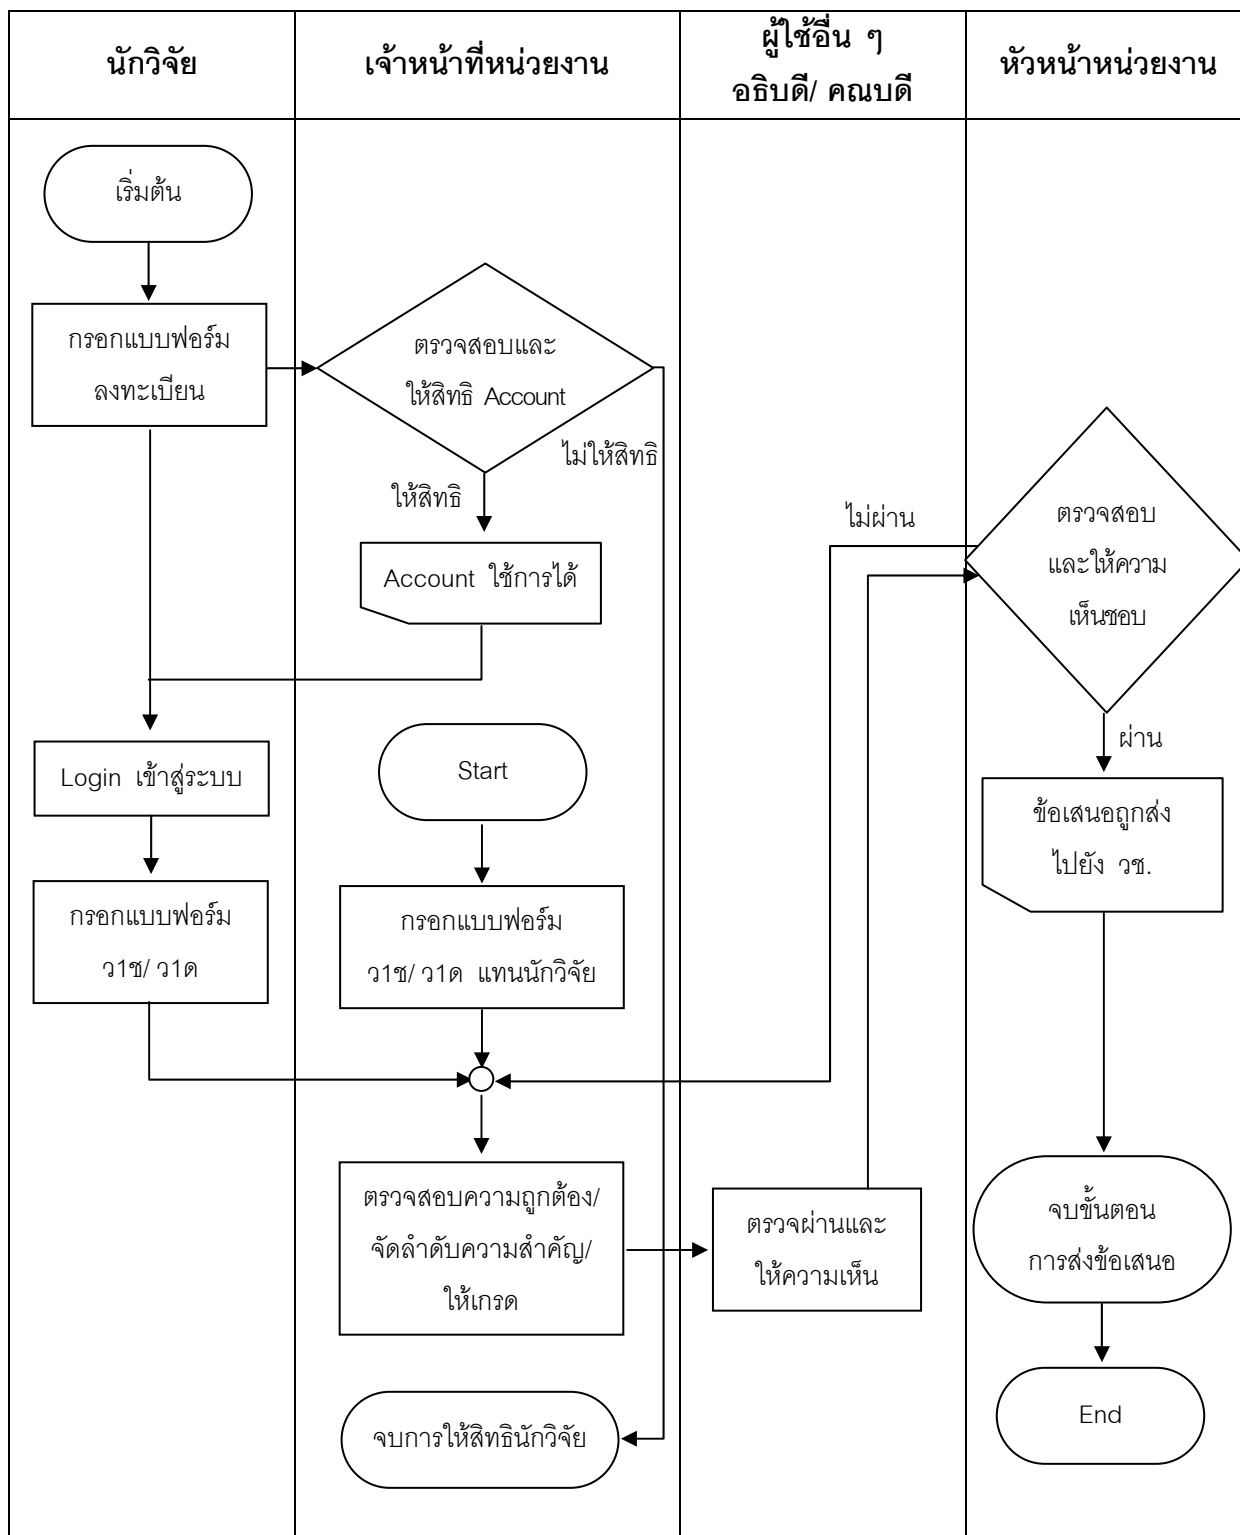 นักวิจัย
เจ้าหน้าที่หน่วยงาน
ผู้ใช้อื่น ๆ
อธิบดี/ คณบดี
หัวหน้าหน่วยงาน
เริ่มต้น
กรอกแบบฟอร์ม
ลงทะเบียน
ตรวจสอบและ
ให้สิทธิ Account
ไม่ให้สิทธิ
ให้สิทธิ
Account ใช้การได้
ไม่ผ่าน
ตรวจสอบ
และให้ความ
เห็นชอบ
ผ่าน
Login เข้าสู่ระบบ
Start
ข้อเสนอถูกส่ง
ไปยัง วช.
กรอกแบบฟอร์ม
ว1ช/ ว1ด
กรอกแบบฟอร์ม
ว1ช/ ว1ด แทนนักวิจัย
ตรวจสอบความถูกต้อง/
จัดลำดับความสำคัญ/
ให้เกรด
ตรวจผ่านและ
ให้ความเห็น
จบขั้นตอน
การส่งข้อเสนอ
จบการให้สิทธินักวิจัย
End